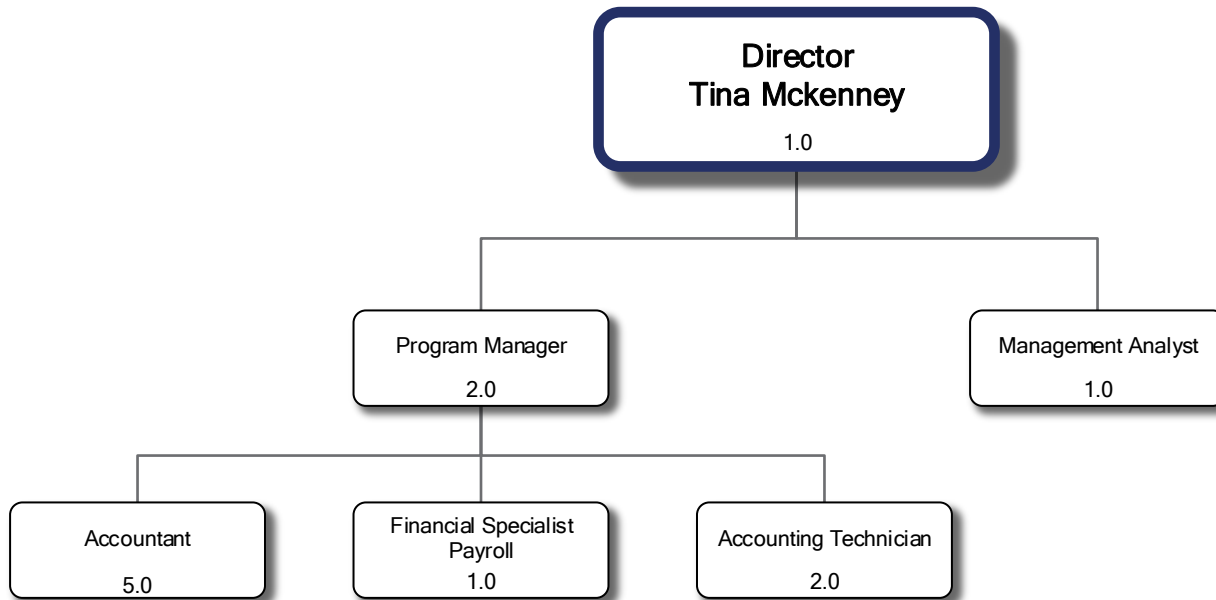 Director
Tina Mckenney
1.0
Program Manager
2.0
Management Analyst
1.0
Accountant
5.0
Financial Specialist
Payroll
1.0
Accounting Technician
2.0